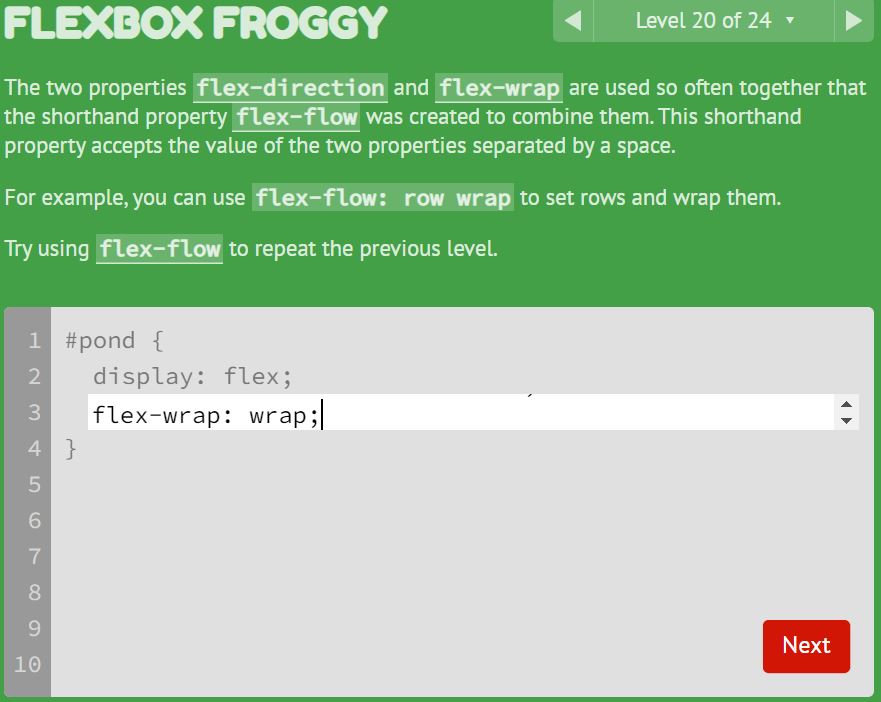 FLEXBOX FROGGY
Level 20 of 24
The two properties flex-direction and flex-wrap are used so often together that
the shorthand property flex-flow was created to combine them. This shorthand
property accepts the value of the two properties separated by a space.
For example, you can use flex-flow: row wrap to set rows and wrap them.
Try using flex-flow to repeat the previous level.
1 #pond {
2 display: flex;
3 flex-wrap: wrap;
4 }
5
6
7
8
9
10
Next